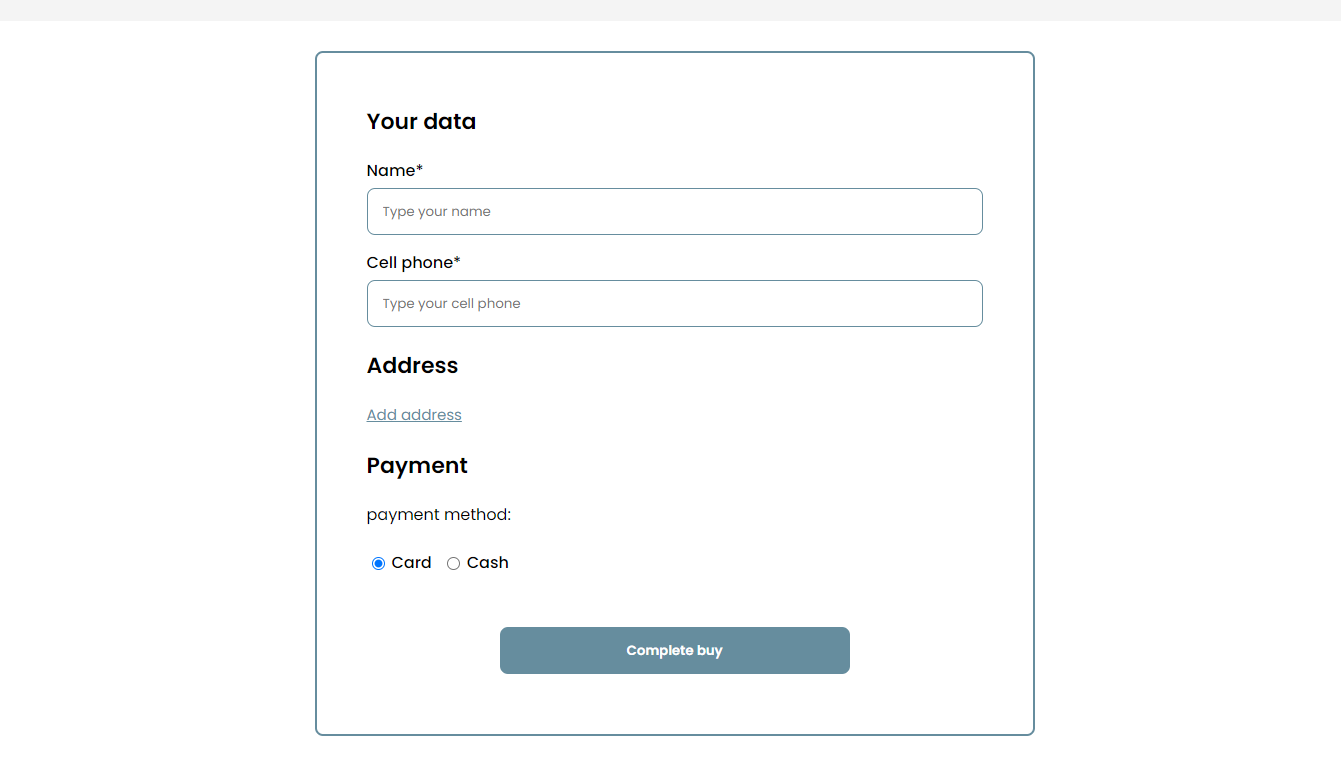 Your data
Name*
Type your name
Cell phone*
Type your cell phone
Address
Add address
Payment
payment method:
Card Cash
Complete buy